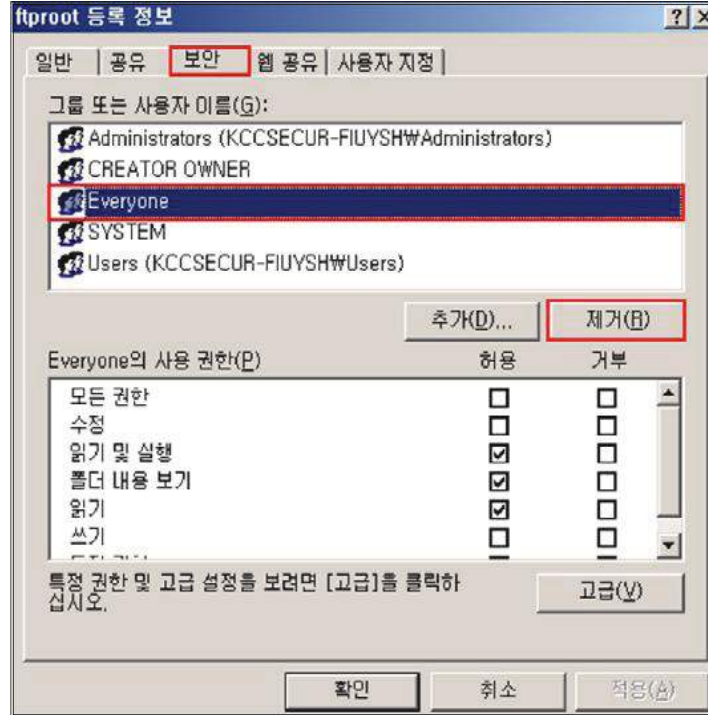 ftproot 등록 정보
일반 공유 보안 웹 공유 사용자 지정
그룹 또는 사용자 이름(G):
Administrators (KCCSECUR-FIUYSH₩Administrators)
CREATOR OWNER
Everyone
SYSTEM
Users (KCCSECUR-FIUYSH₩Users)
추가(D)... 제거(R)
Everyone의 사용 권한(P) 허용 거부
모든 권한
수정
읽기 및 실행
폴더 내용 보기
읽기
쓰기
특정 권한 및 고급 설정을 보려면 [고급]을 클릭하
십시오.
고급(V)
확인 취소 적용(A)